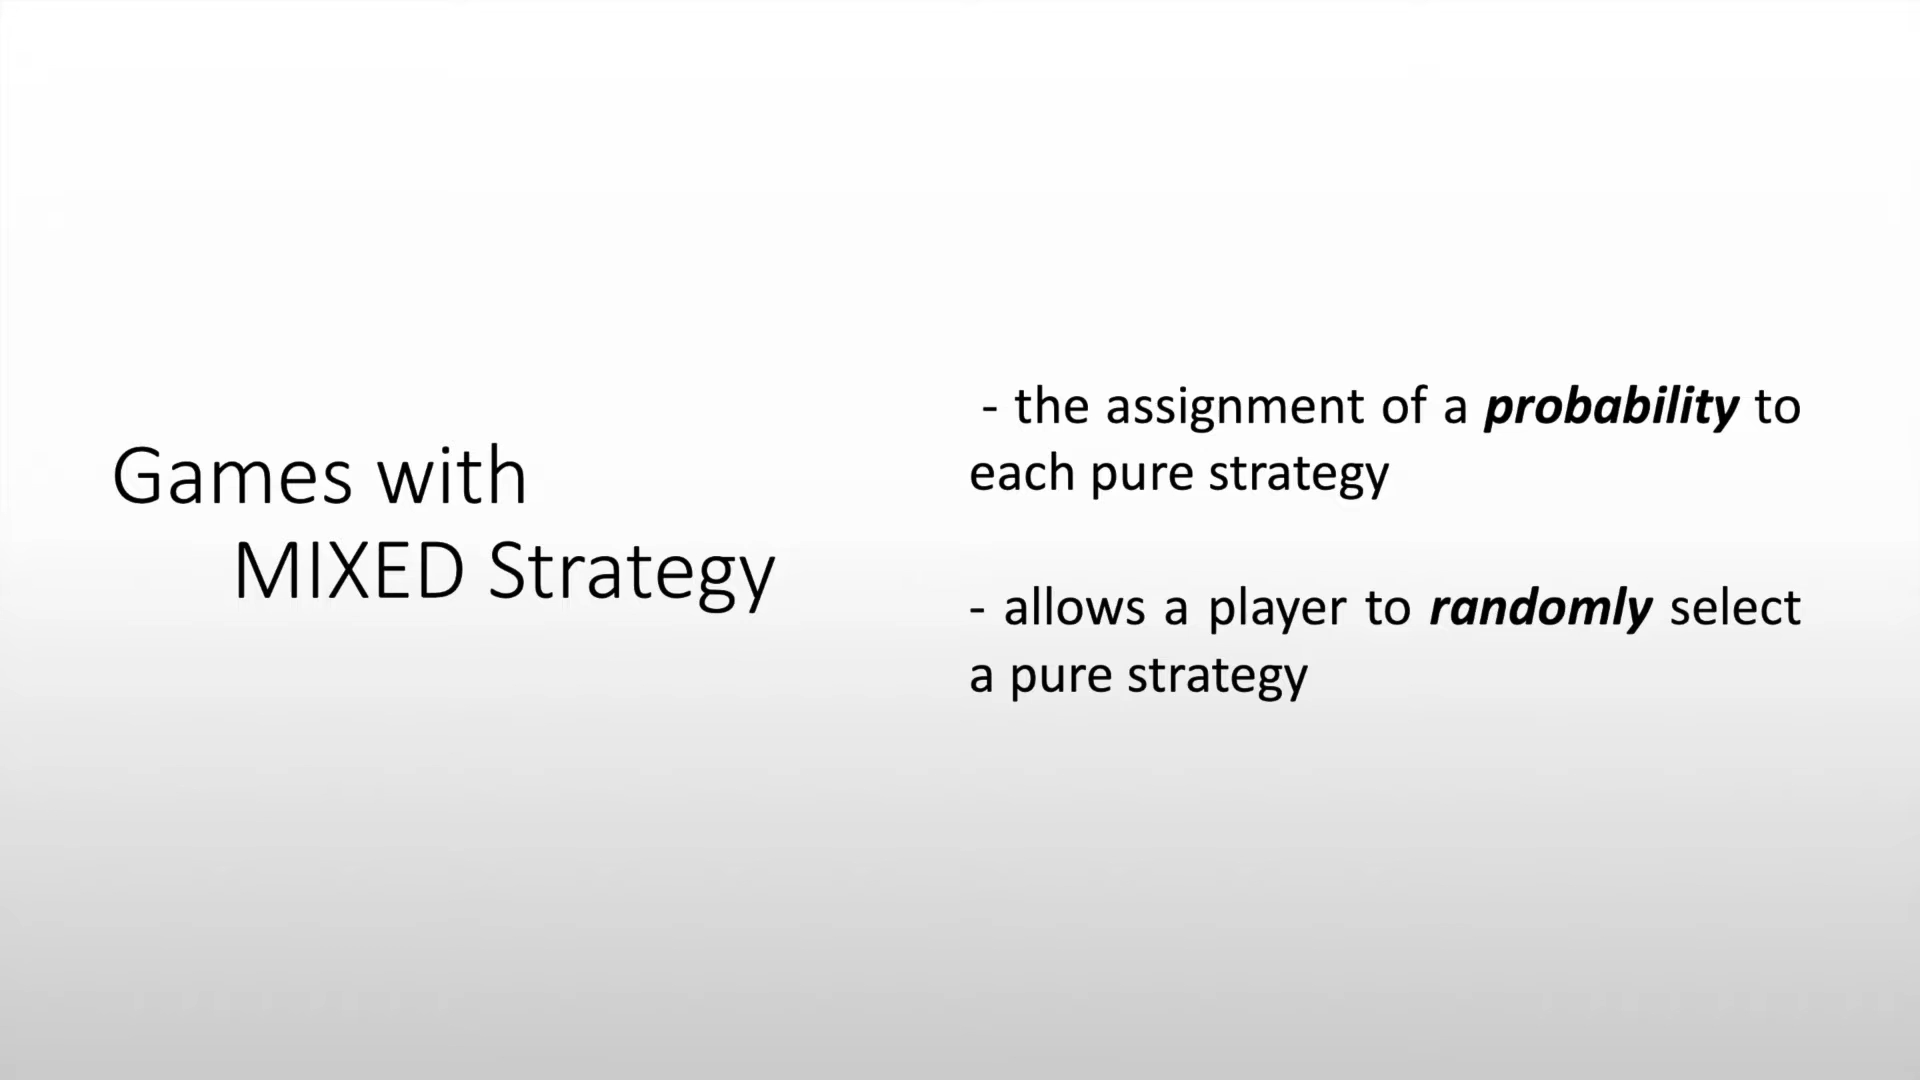 Games with
MIXED Strategy
- the assignment of a probability to
each pure strategy
- allows a player to randomly select
a pure strategy